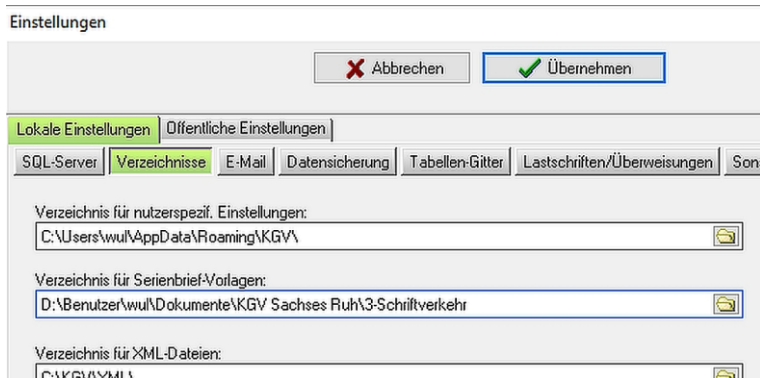 Einstellungen
Abbrechen Übernehmen
Lokale Einstellungen Öffentliche Einstellungen
SQL-Server Verzeichnisse E-Mail Datensicherung Tabellen-Gitter Lastschriften/Überweisungen
Verzeichnis für nutzerspezif. Einstellungen:
C:\Users\wul\AppData\Roaming\KGV\
Verzeichnis für Serienbrief-Vorlagen:
D:\Benutzer\wul\Dokumente\KGV Sachses Ruh\3-Schriftverkehr
Verzeichnis für XML-Dateien:
C:\KGV\XML\